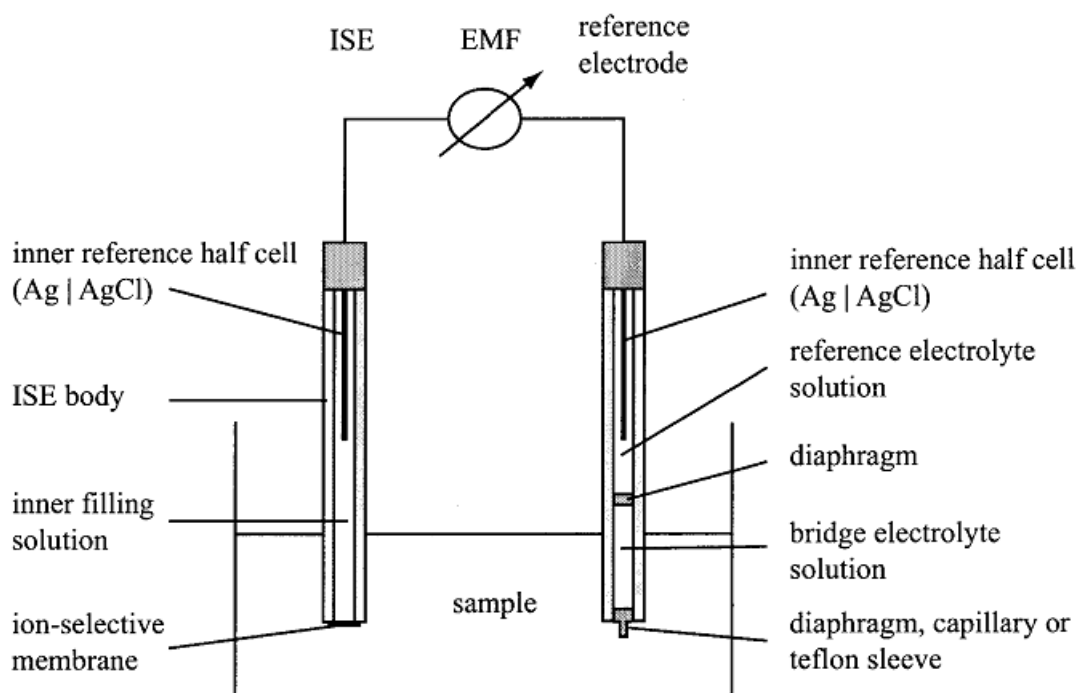 ISE
EMF
reference
electrode
inner reference half cell
(Ag | AgCl)
ISE body
inner filling
solution
ion-selective
membrane
sample
inner reference half cell
(Ag | AgCl)
reference electrolyte
solution
diaphragm
bridge electrolyte
solution
diaphragm, capillary or
teflon sleeve